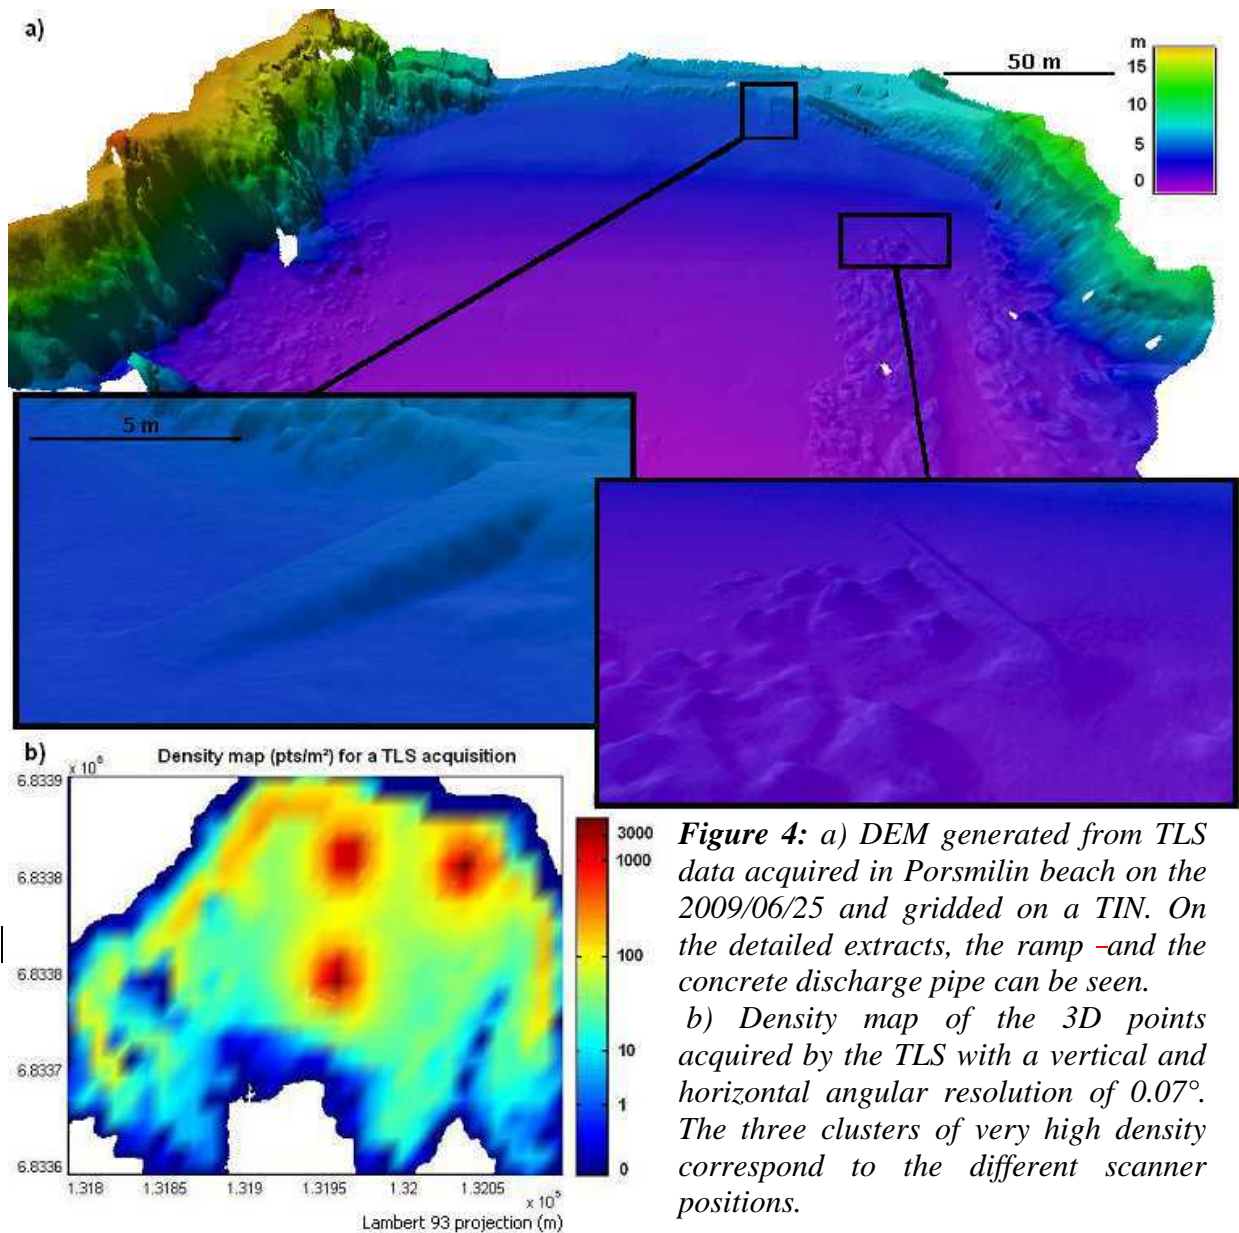 a)
50 m
m
15
10
5
0
5 m
b)
Density map (pts/m²) for a TLS acquisition
x 10⁶
6.8339
6.8338
6.8338
6.8337
6.8336
1.318
1.3185
1.319
1.3195
1.32
1.3205
x 10⁵
Lambert 93 projection (m)
3000
1000
100
10
1
0
Figure 4: a) DEM generated from TLS
data acquired in Porsmilin beach on the
2009/06/25 and gridded on a TIN. On
the detailed extracts, the ramp –and the
concrete discharge pipe can be seen.
b) Density map of the 3D points
acquired by the TLS with a vertical and
horizontal angular resolution of 0.07°.
The three clusters of very high density
correspond to the different scanner
positions.